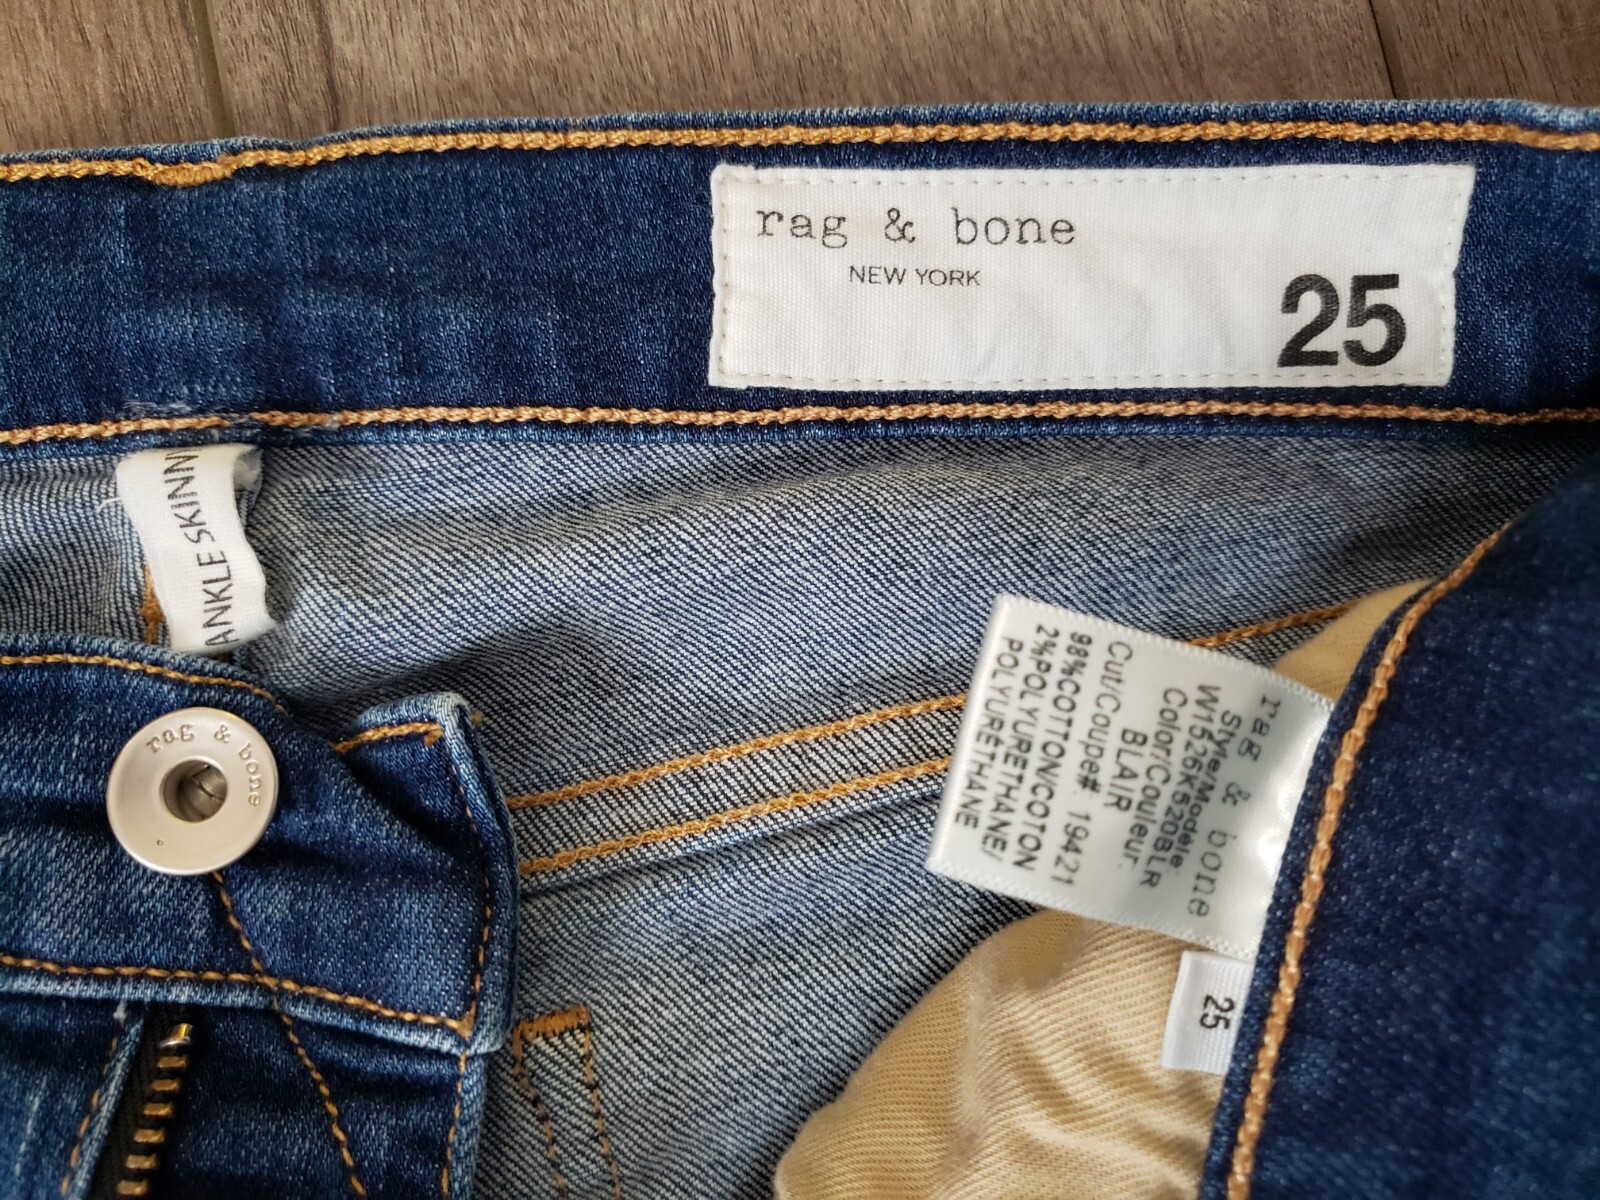 rag & bone
NEW YORK
25
ANKLE SKINNY
rag & bone
rag & bone
Style/Modele:
W1526K520BLR
Color/Couleur:
BLAIR
Cut/Coupe# 19421
98%COTTON/COTON
2%POLYURETHANE/
POLYURÉTHANE
25